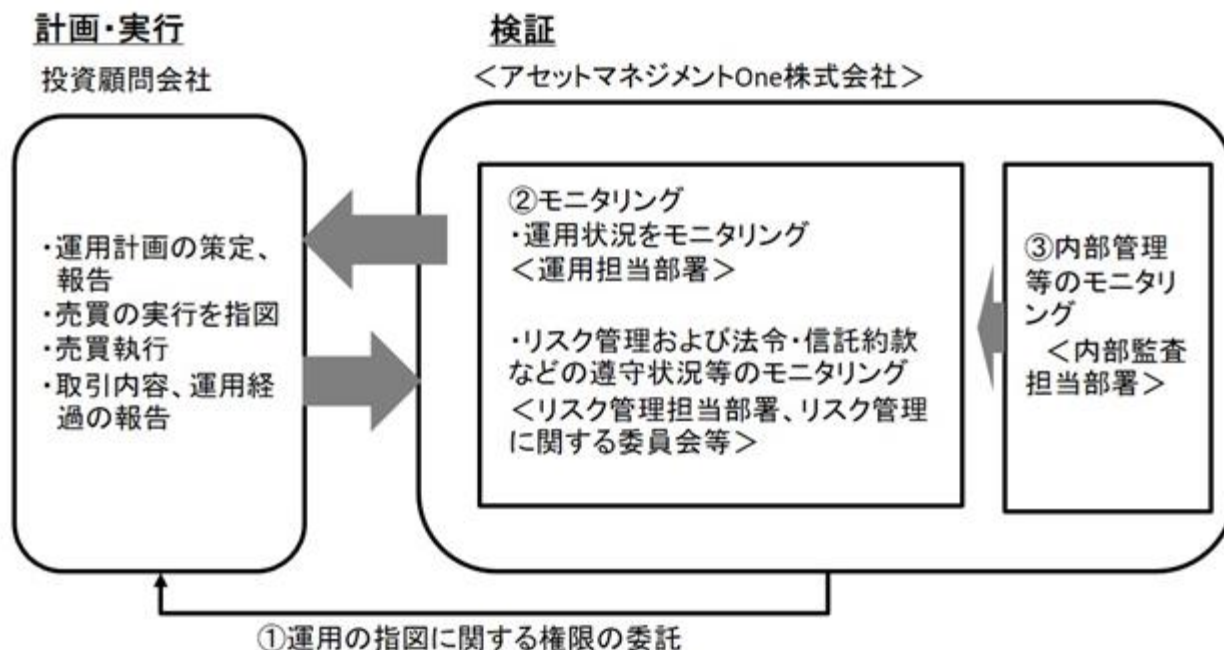 計画・実行
投資顧問会社
・運用計画の策定、
報告
・売買の実行を指図
・売買執行
・取引内容、運用経
過の報告
検証
＜アセットマネジメントOne株式会社＞
②モニタリング
・運用状況をモニタリング
＜運用担当部署＞
・リスク管理および法令・信託約款
などの遵守状況等のモニタリング
＜リスク管理担当部署、リスク管理
に関する委員会等＞
③内部管理
等のモニタリ
ング
＜内部監査
担当部署＞
①運用の指図に関する権限の委託